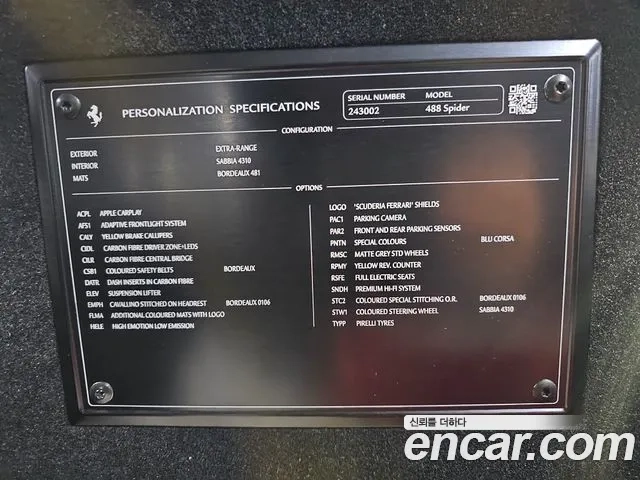 PERSONALIZATION SPECIFICATIONS
SERIAL NUMBER MODEL
243002 488 Spider
CONFIGURATION
EXTERIOR EXTRA-RANGE
INTERIOR SABBIA 4310
MATS BORDEAUX 481
OPTIONS
ACPL APPLE CARPLAY
AFS1 ADAPTIVE FRONTLIGHT SYSTEM
CALY YELLOW BRAKE CALLIPERS
CIDL CARBON FIBRE DRIVER ZONE+LEDS
CILR CARBON FIBRE CENTRAL BRIDGE
CSB1 COLOURED SAFETY BELTS BORDEAUX
DATR DASH INSERTS IN CARBON FIBRE
ELEV SUSPENSION LIFTER
EMPH CAVALLINO STITCHED ON HEADREST BORDEAUX 0106
FLMA ADDITIONAL COLOURED MATS WITH LOGO
HELE HIGH EMOTION LOW EMISSION
LOGO 'SCUDERIA FERRARI' SHIELDS
PAC1 PARKING CAMERA
PAR2 FRONT AND REAR PARKING SENSORS
PNTN SPECIAL COLOURS BLU CORSA
RMSC MATTE GREY STD WHEELS
RPMY YELLOW REV. COUNTER
RSFE FULL ELECTRIC SEATS
SNDH PREMIUM HI-FI SYSTEM
STC2 COLOURED SPECIAL STITCHING O.R. BORDEAUX 0106
STW1 COLOURED STEERING WHEEL SABBIA 4310
TYPP PIRELLI TYRES
신뢰를 더하다
encar.com